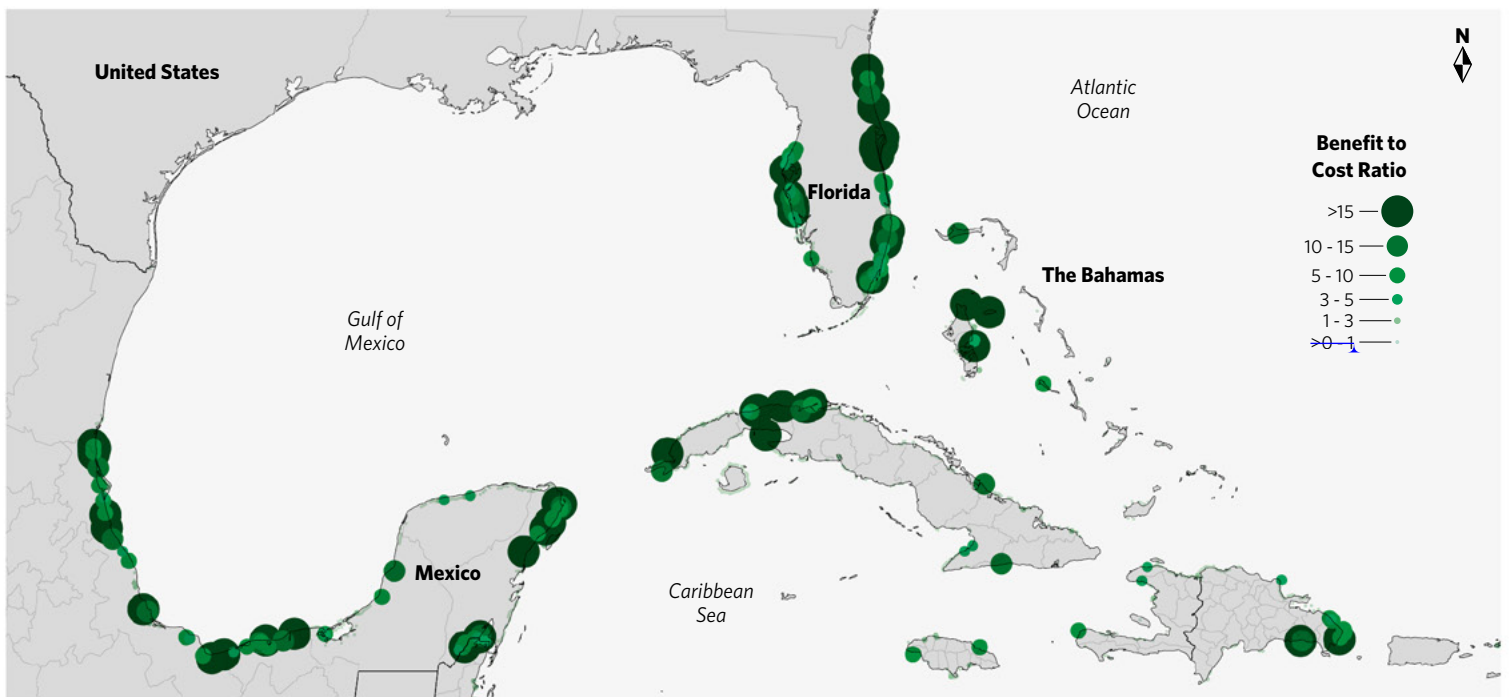 United States
N
Atlantic
Ocean
Benefit to
Cost Ratio
Florida
>15
10 - 15
The Bahamas
5 - 10
3 - 5
1 - 3
>0 - 1
Gulf of
Mexico
Mexico
Caribbean
Sea